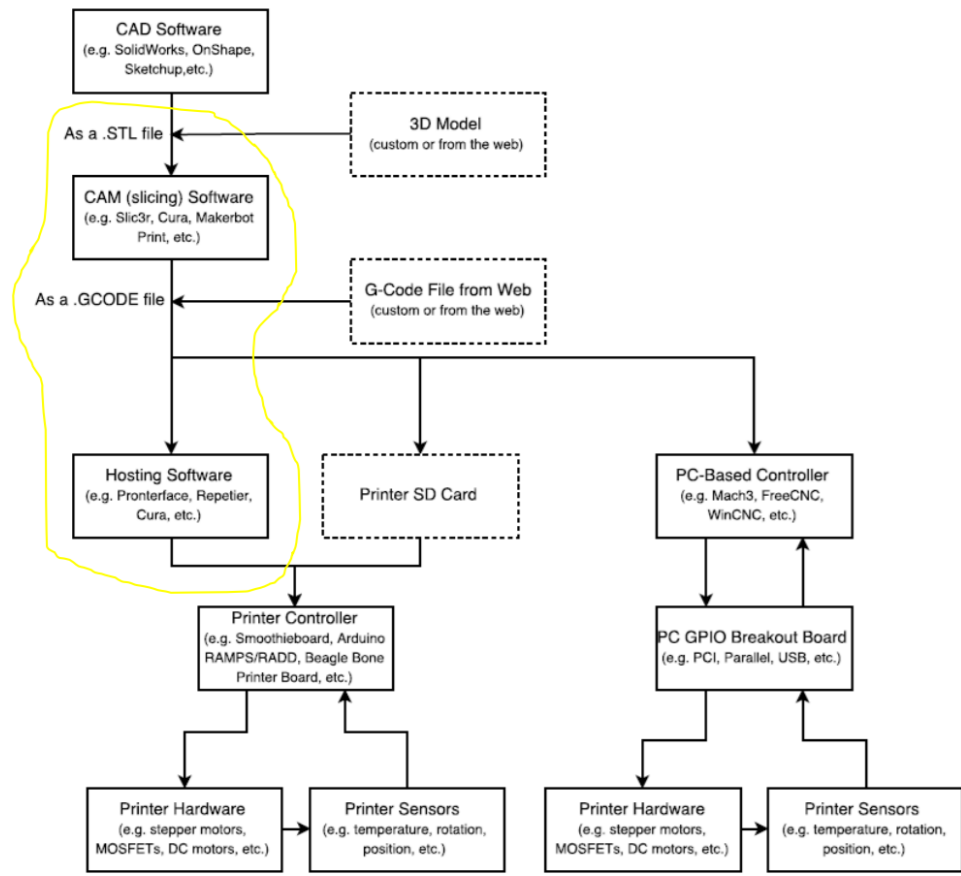 CAD Software
(e.g. SolidWorks, OnShape,
Sketchup,etc.)
As a .STL file
3D Model
(custom or from the web)
CAM (slicing) Software
(e.g. Slic3r, Cura, Makerbot
Print, etc.)
As a .GCODE file
G-Code File from Web
(custom or from the web)
Hosting Software
(e.g. Pronterface, Repetier,
Cura, etc.)
Printer SD Card
PC-Based Controller
(e.g. Mach3, FreeCNC,
WinCNC, etc.)
Printer Controller
(e.g. Smoothieboard, Arduino
RAMPS/RADD, Beagle Bone
Printer Board, etc.)
PC GPIO Breakout Board
(e.g. PCI, Parallel, USB, etc.)
Printer Hardware
(e.g. stepper motors,
MOSFETs, DC motors, etc.)
Printer Sensors
(e.g. temperature, rotation,
position, etc.)
Printer Hardware
(e.g. stepper motors,
MOSFETs, DC motors, etc.)
Printer Sensors
(e.g. temperature, rotation,
position, etc.)